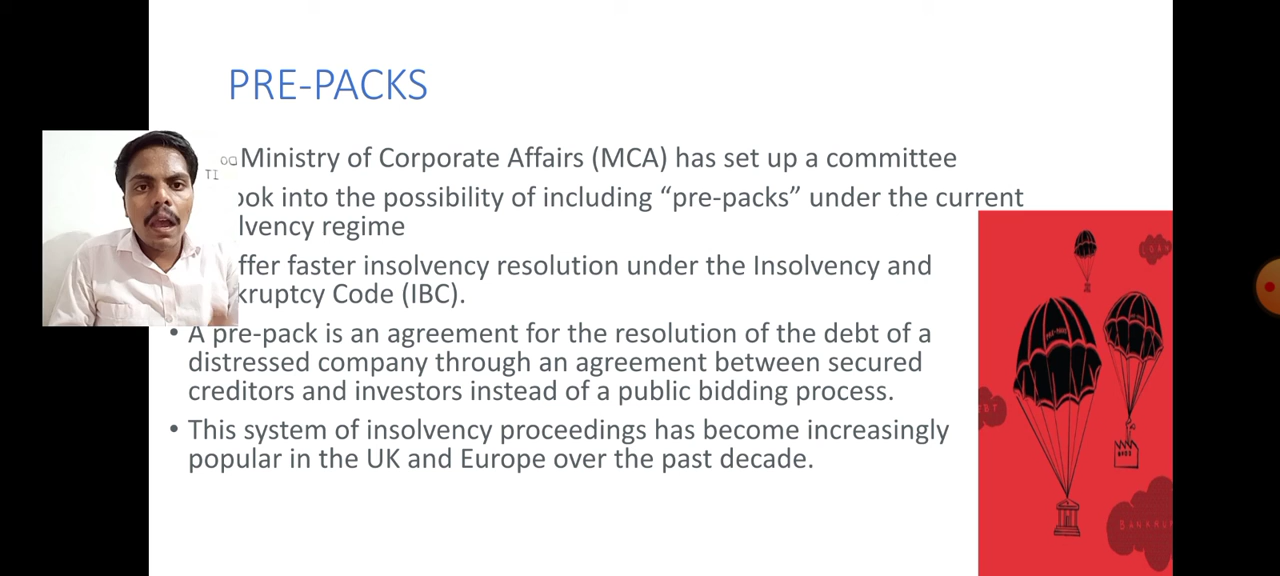 PRE-PACKS
Ministry of Corporate Affairs (MCA) has set up a committee
ook into the possibility of including “pre-packs” under the current
lvency regime
ffer faster insolvency resolution under the Insolvency and
kruptcy Code (IBC).
• A pre-pack is an agreement for the resolution of the debt of a
distressed company through an agreement between secured
creditors and investors instead of a public bidding process.
• This system of insolvency proceedings has become increasingly
popular in the UK and Europe over the past decade.
TI